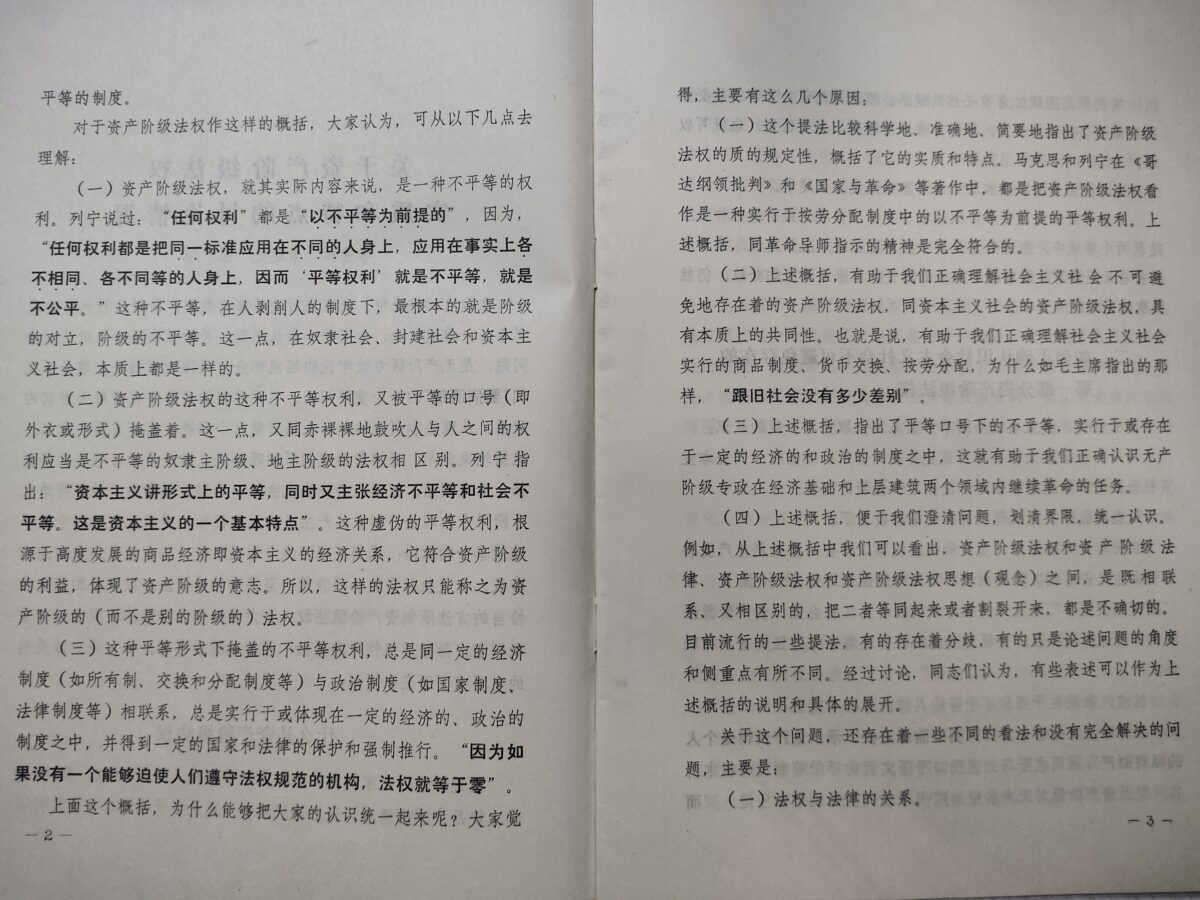 平等的制度。
对于资产阶级法权作这样的概括，大家认为，可从以下几点去
理解：
（一）资产阶级法权，就其实际内容来说，是一种不平等的权
利。列宁说过：“任何权利”都是“以不平等为前提的”，因为，
“任何权利都是把同一标准应用在不同的人身上，应用在事实上各
不相同、各不同等的人身上，因而‘平等权利’就是不平等，就是
不公平。”这种不平等，在人剥削人的制度下，最根本的就是阶级
的对立，阶级的不平等。这一点，在奴隶社会、封建社会和资本主
义社会，本质上都是一样的。
（二）资产阶级法权的这种不平等权利，又被平等的口号（即
外衣或形式）掩盖着。这一点，又同赤裸裸地鼓吹人与人之间的权
利应当是不平等的奴隶主阶级、地主阶级的法权相区别。列宁指
出：“资本主义讲形式上的平等，同时又主张经济不平等和社会不
平等。这是资本主义的一个基本特点”。这种虚伪的平等权利，根
源于高度发展的商品经济即资本主义的经济关系，它符合资产阶级
的利益，体现了资产阶级的意志。所以，这样的法权只能称之为资
产阶级的（而不是别的阶级的）法权。
（三）这种平等形式下掩盖的不平等权利，总是同一定的经济
制度（如所有制、交换和分配制度等）与政治制度（如国家制度、
法律制度等）相联系，总是实行于或体现在一定的经济的、政治的
制度之中，并得到一定的国家和法律的保护和强制推行。“因为如
果没有一个能够迫使人们遵守法权规范的机构，法权就等于零”。
上面这个概括，为什么能够把大家的认识统一起来呢？大家觉
— 2 —
得，主要有这么几个原因：
（一）这个提法比较科学地、准确地、简要地指出了资产阶级
法权的质的规定性，概括了它的实质和特点。马克思和列宁在《哥
达纲领批判》和《国家与革命》等著作中，都是把资产阶级法权看
作是一种实行于按劳分配制度中的以不平等为前提的平等权利。上
述概括，同革命导师指示的精神是完全符合的。
（二）上述概括，有助于我们正确理解社会主义社会不可避
免地存在着的资产阶级法权，同资本主义社会的资产阶级法权，具
有本质上的共同性。也就是说，有助于我们正确理解社会主义社会
实行的商品制度、货币交换、按劳分配，为什么如毛主席指出的那
样，“跟旧社会没有多少差别”。
（三）上述概括，指出了平等口号下的不平等，实行于或存在
于一定的经济的和政治的制度之中，这就有助于我们正确认识无产
阶级专政在经济基础和上层建筑两个领域内继续革命的任务。
（四）上述概括，便于我们澄清问题，划清界限，统一认识。
例如，从上述概括中我们可以看出，资产阶级法权和资产阶级法
律、资产阶级法权和资产阶级法权思想（观念）之间，是既相联
系、又相区别的，把二者等同起来或者割裂开来，都是不确切的。
目前流行的一些提法，有的存在着分歧，有的只是论述问题的角度
和侧重点有所不同。经过讨论，同志们认为，有些表述可以作为上
述概括的说明和具体的展开。
关于这个问题，还存在着一些不同的看法和没有完全解决的问
题，主要是：
（一）法权与法律的关系。
— 3 —